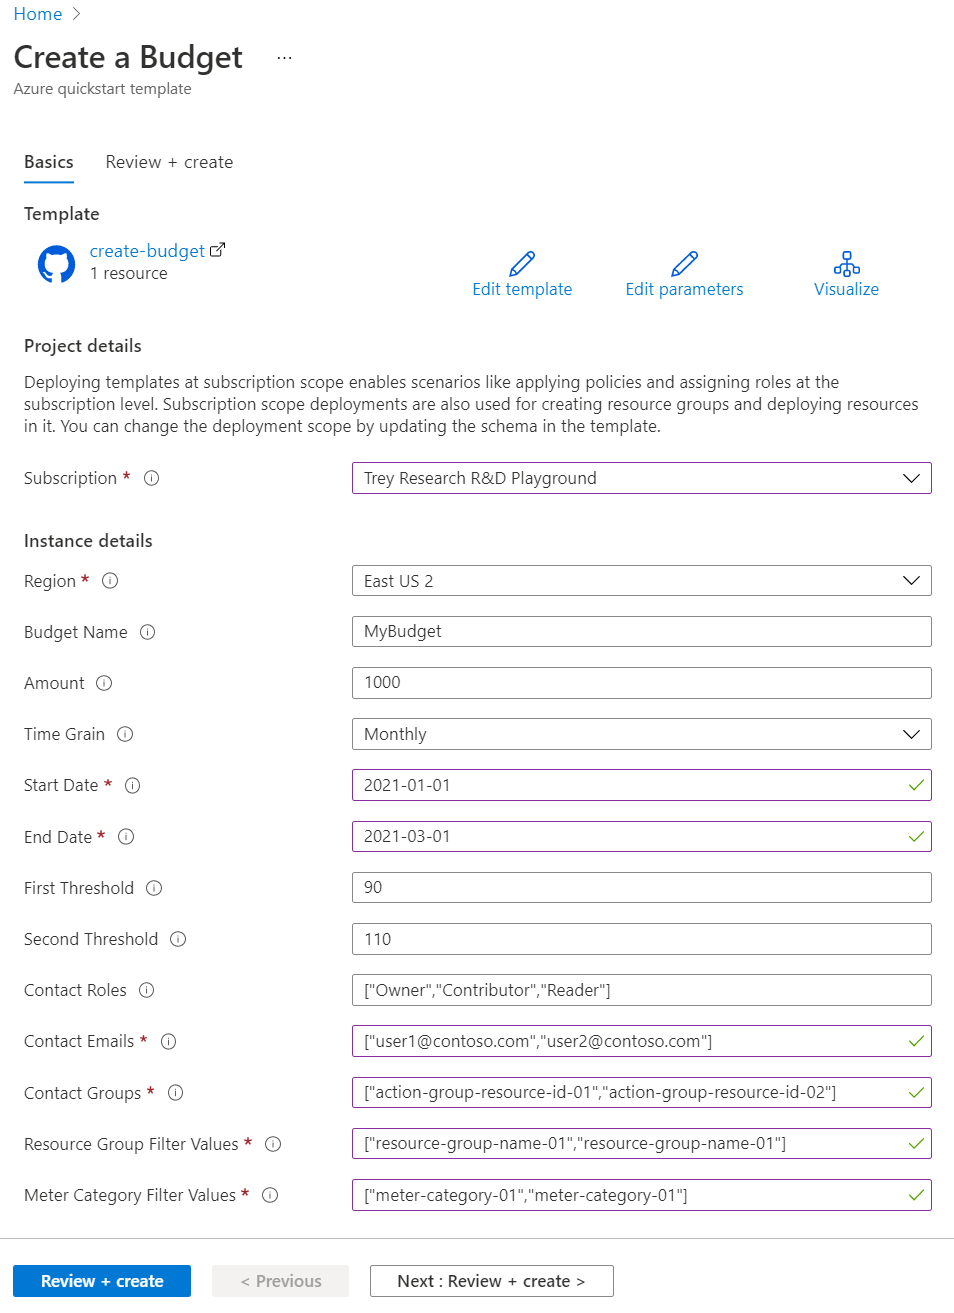 Home >
Create a Budget ...
Azure quickstart template
Basics Review + create
Template
create-budget
1 resource
Edit template Edit parameters Visualize
Project details
Deploying templates at subscription scope enables scenarios like applying policies and assigning roles at the
subscription level. Subscription scope deployments are also used for creating resource groups and deploying resources
in it. You can change the deployment scope by updating the schema in the template.
Subscription * Trey Research R&D Playground
Instance details
Region * East US 2
Budget Name MyBudget
Amount 1000
Time Grain Monthly
Start Date * 2021-01-01
End Date * 2021-03-01
First Threshold 90
Second Threshold 110
Contact Roles ["Owner","Contributor","Reader"]
Contact Emails * ["user1@contoso.com","user2@contoso.com"]
Contact Groups * ["action-group-resource-id-01","action-group-resource-id-02"]
Resource Group Filter Values * ["resource-group-name-01","resource-group-name-01"]
Meter Category Filter Values * ["meter-category-01","meter-category-01"]
Review + create < Previous Next : Review + create >